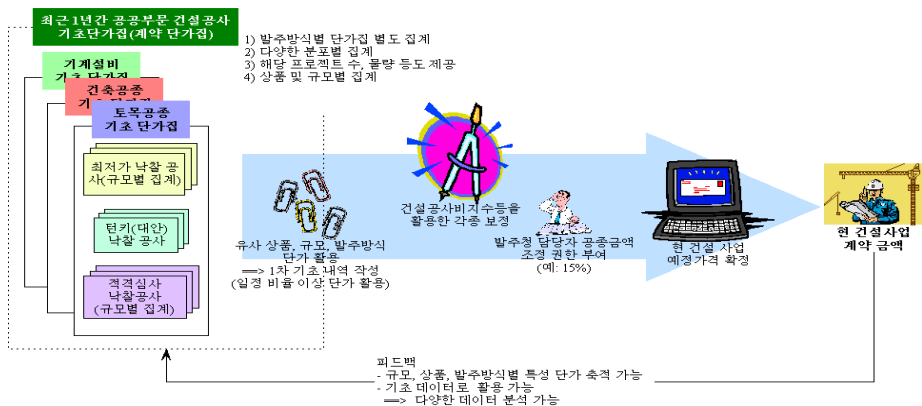 최근 1년간 공공부문 건설공사
기초단가집(계약 단가집)
1) 발주방식별 단가집 별도 집계
2) 다양한 분포별 집계
3) 해당 프로젝트 수, 물량 등도 제공
4) 상품 및 규모별 집계
기계설비
기초 단가집
건축공종
기초 단가집
토목공종
기초 단가집
최저가 낙찰 공
사(규모별 집계)
턴키(대안)
낙찰 공사
적격심사
낙찰공사
(규모별 집계)
유사 상품, 규모, 발주방식
단가 활용
==> 1차 기초 내역 작성
(일정 비율 이상 단가 활용)
건설공사비지수등을
활용한 각종 보정
발주청 담당자 공종금액
조정 권한 부여
(예: 15%)
현 건설 사업
예정가격 확정
현 건설사업
계약 금액
피드백
- 규모, 상품, 발주방식별 특성 단가 축적 가능
- 기초 데이터로 활용 가능
==> 다양한 데이터 분석 가능